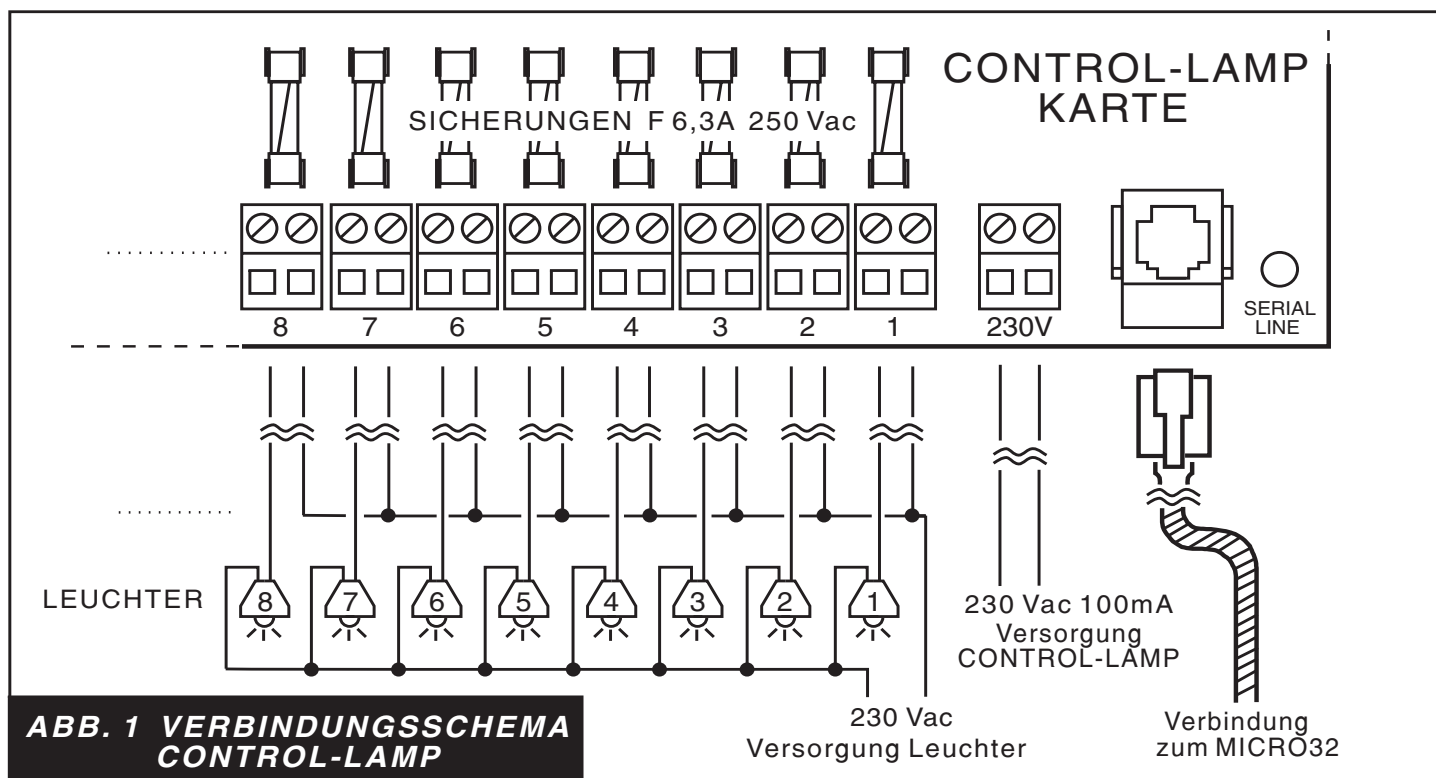 CONTROL-LAMP
KARTE
SICHERUNGEN F 6,3A 250 Vac
8 7 6 5 4 3 2 1 230V
SERIAL
LINE
LEUCHTER
8 7 6 5 4 3 2 1
230 Vac 100mA
Versorgung
CONTROL-LAMP
230 Vac
Versorgung Leuchter
Verbindung
zum MICRO32
ABB. 1 VERBINDUNGSSCHEMA
CONTROL-LAMP